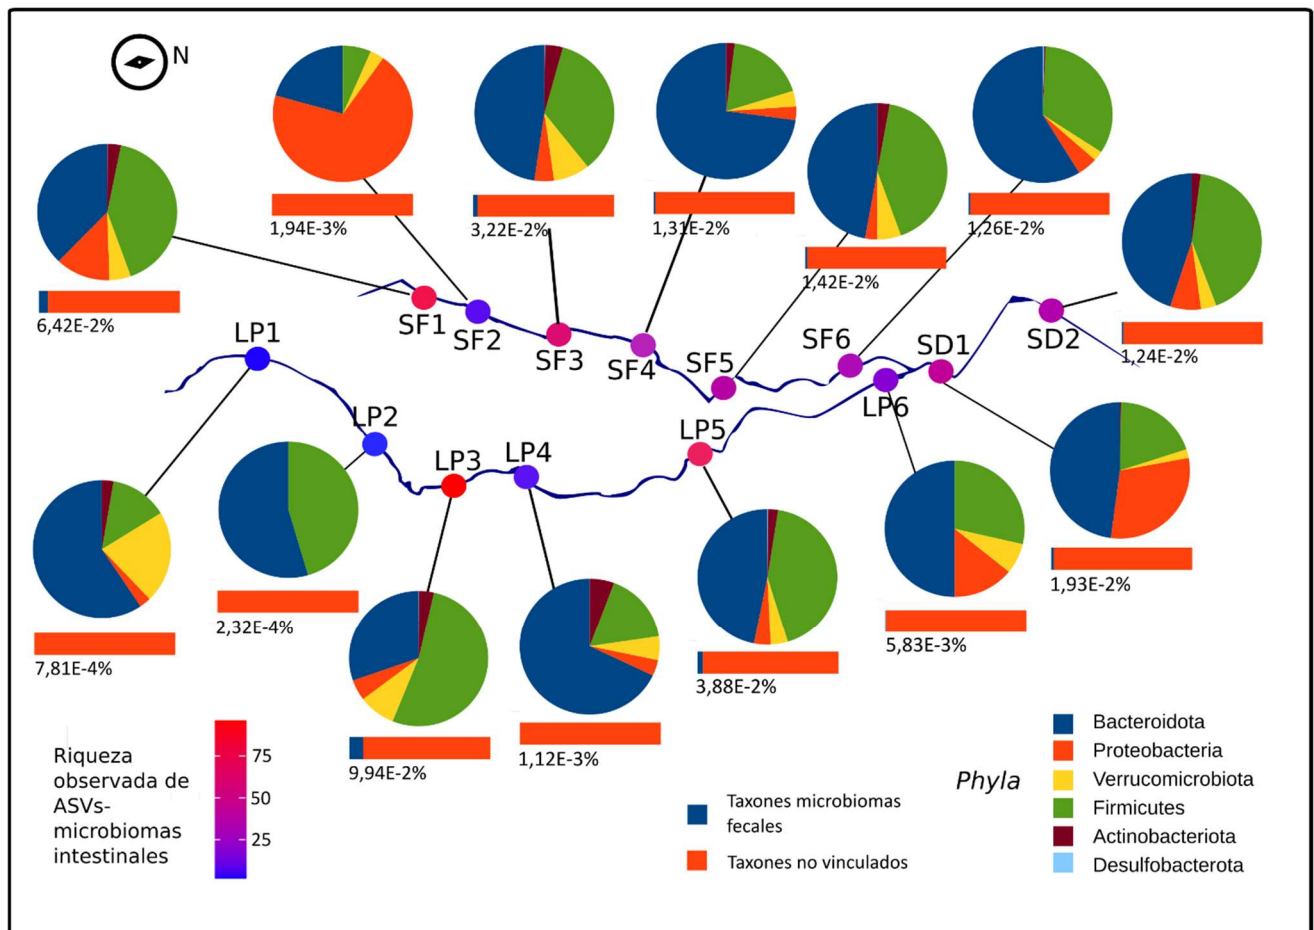 N
1,94E-3%
3,22E-2%
1,31E-2%
1,42E-2%
1,26E-2%
1,24E-2%
6,42E-2%
SF1
SF2
SF3
SF4
SF5
SF6
SD1
SD2
LP1
LP2
LP3
LP4
LP5
LP6
7,81E-4%
2,32E-4%
9,94E-2%
1,12E-3%
3,88E-2%
5,83E-3%
1,93E-2%
Riqueza
observada de
ASVs-
microbiomas
intestinales
75
50
25
Taxones microbiomas
fecales
Taxones no vinculados
Phyla
Bacteroidota
Proteobacteria
Verrucomicrobiota
Firmicutes
Actinobacteriota
Desulfobacterota